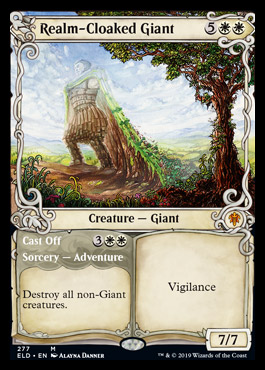 Realm-Cloaked Giant 5
Creature — Giant
Cast Off 3
Sorcery — Adventure
Destroy all non-Giant
creatures.
Vigilance
7/7
277 M
ELD • EN ALAYNA DANNER
™ & © 2019 Wizards of the Coast